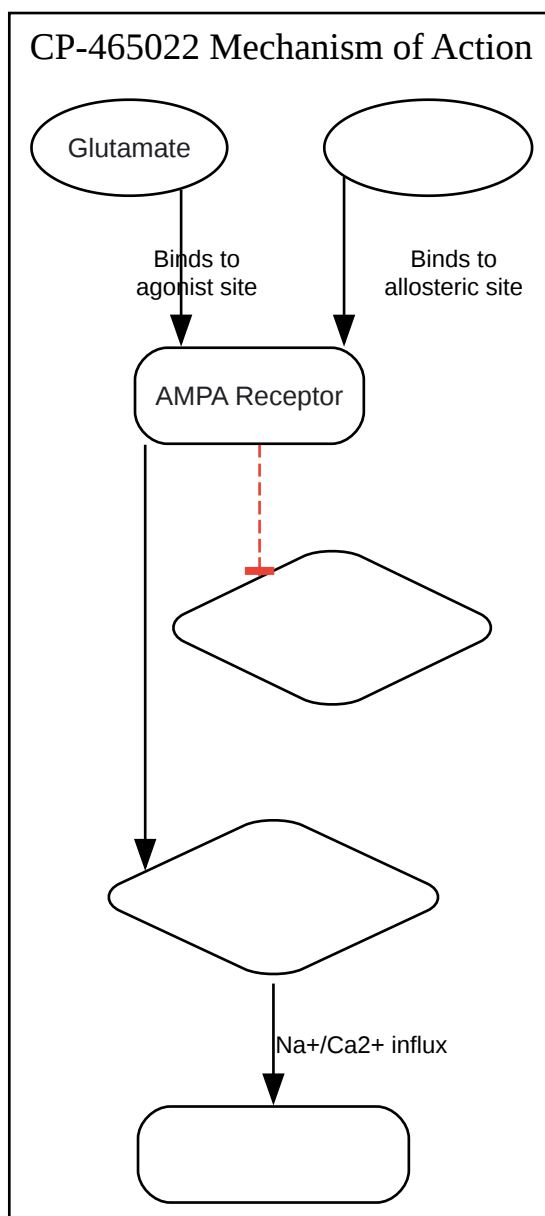 CP-465022 Mechanism of Action
Glutamate
Binds to
agonist site
Binds to
allosteric site
AMPA Receptor
Na+/Ca2+ influx